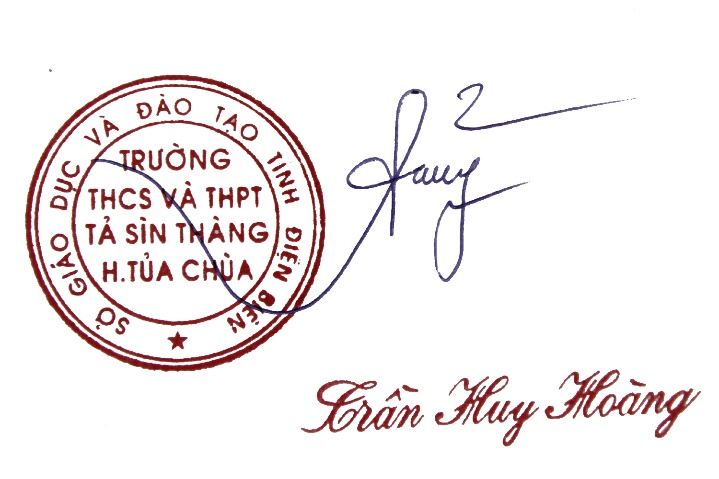 SỞ GIÁO DỤC VÀ ĐÀO TẠO TỈNH ĐIỆN BIÊN
TRƯỜNG
THCS VÀ THPT
TẢ SÌN THÀNG
H.TỦA CHÙA
Trần Huy Hoàng